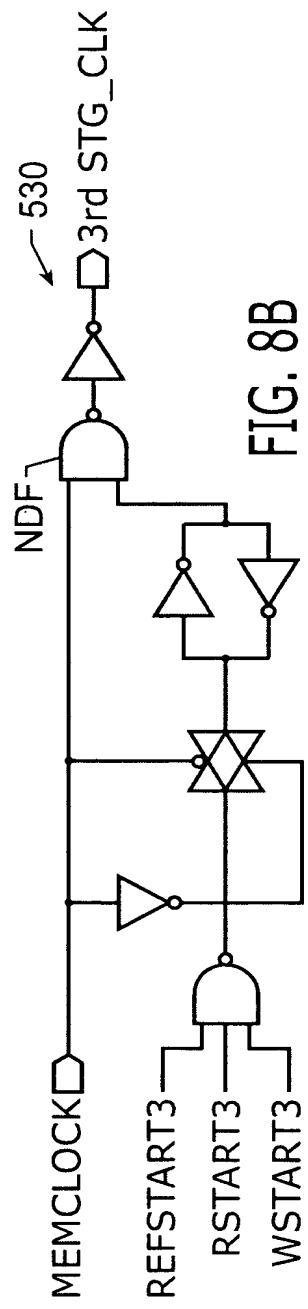 530
3rd STG_CLK
NDF
MEMCLOCK
REFSTART3
RSTART3
WSTART3
FIG. 8B